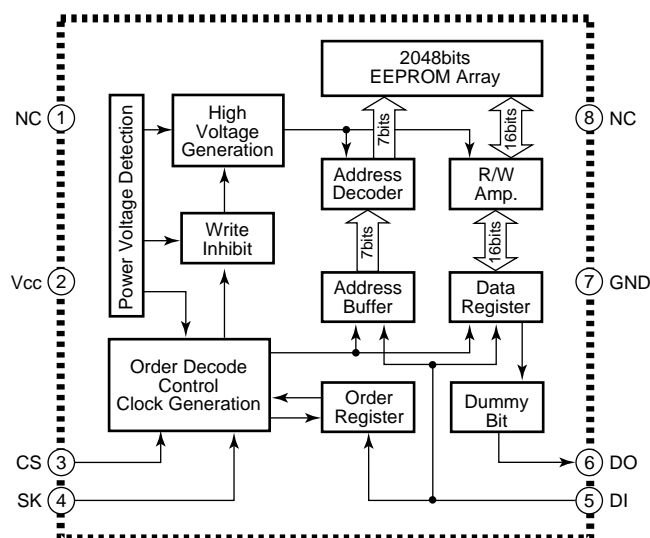 2048bits
EEPROM Array
NC 1
Power Voltage Detection
High
Voltage
Generation
7bits
16bits
8 NC
Address
Decoder
R/W
Amp.
Write
Inhibit
7bits
16bits
Vcc 2
Address
Buffer
Data
Register
7 GND
Order Decode
Control
Clock Generation
Order
Register
Dummy
Bit
CS 3
6 DO
SK 4
5 DI